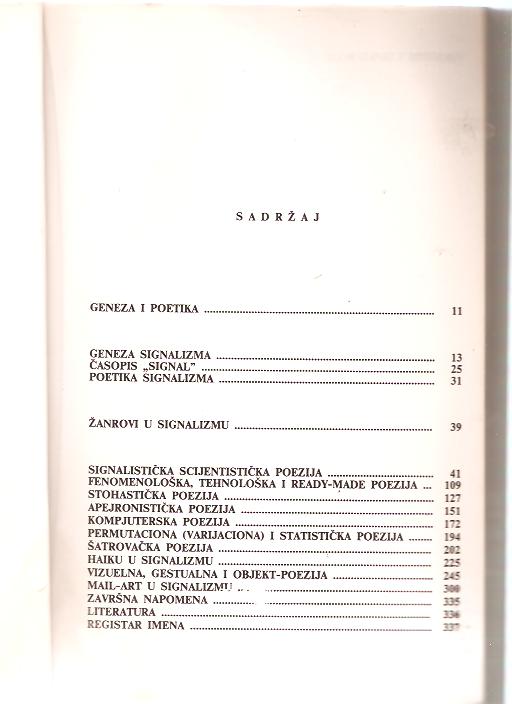 SADRŽAJ
GENEZA I POETIKA ........ 11
GENEZA SIGNALIZMA ........ 13
ČASOPIS „SIGNAL” ........ 25
POETIKA SIGNALIZMA ........ 31
ŽANROVI U SIGNALIZMU ........ 39
SIGNALISTIČKA SCIJENTISTIČKA POEZIJA ........ 41
FENOMENOLOŠKA, TEHNOLOŠKA I READY-MADE POEZIJA ... 109
STOHASTIČKA POEZIJA ........ 127
APEJRONISTIČKA POEZIJA ........ 151
KOMPJUTERSKA POEZIJA ........ 172
PERMUTACIONA (VARIJACIONA) I STATISTIČKA POEZIJA ........ 194
ŠATROVAČKA POEZIJA ........ 202
HAIKU U SIGNALIZMU ........ 225
VIZUELNA, GESTUALNA I OBJEKT-POEZIJA ........ 245
MAIL-ART U SIGNALIZMU ........ 300
ZAVRŠNA NAPOMENA ........ 335
LITERATURA ........ 336
REGISTAR IMENA ........ 337